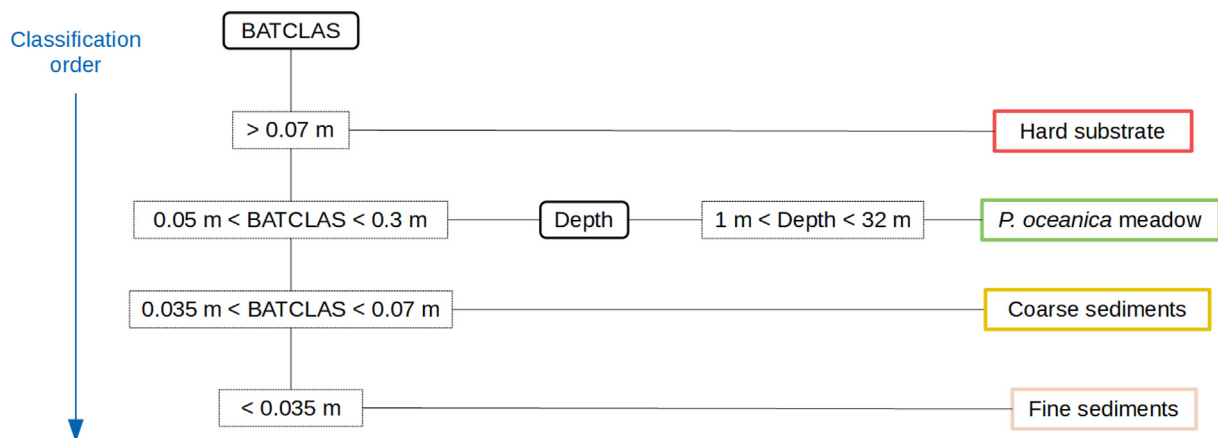 Classification
order
BATCLAS
> 0.07 m
Hard substrate
0.05 m < BATCLAS < 0.3 m
Depth
1 m < Depth < 32 m
P. oceanica meadow
0.035 m < BATCLAS < 0.07 m
Coarse sediments
< 0.035 m
Fine sediments